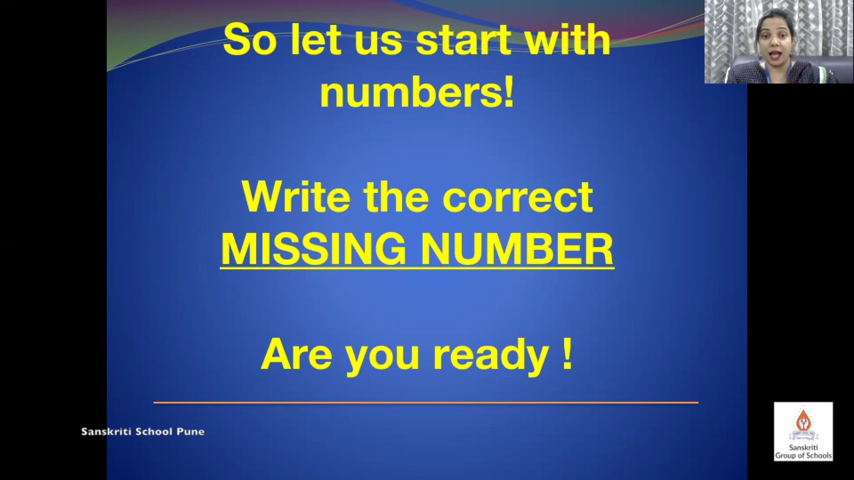 So let us start with
numbers!
Write the correct
MISSING NUMBER
Are you ready !
Sanskriti School Pune
Sanskriti
Group of Schools